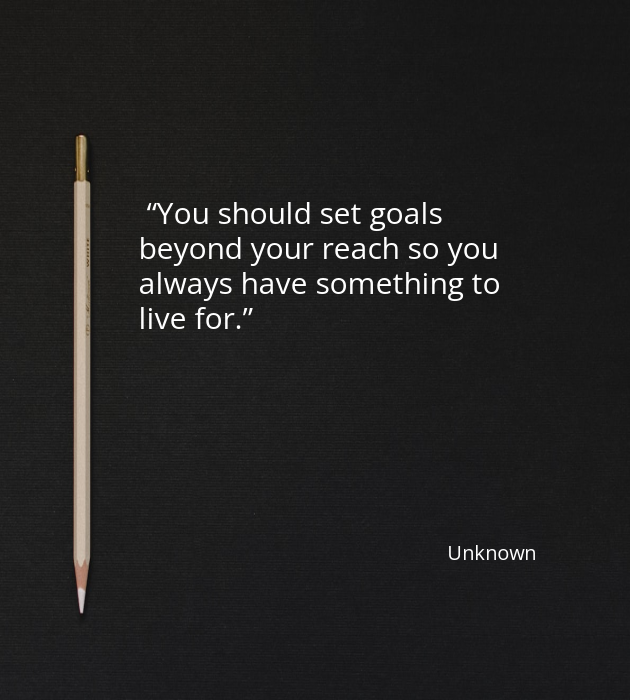 “You should set goals
beyond your reach so you
always have something to
live for.”
Unknown